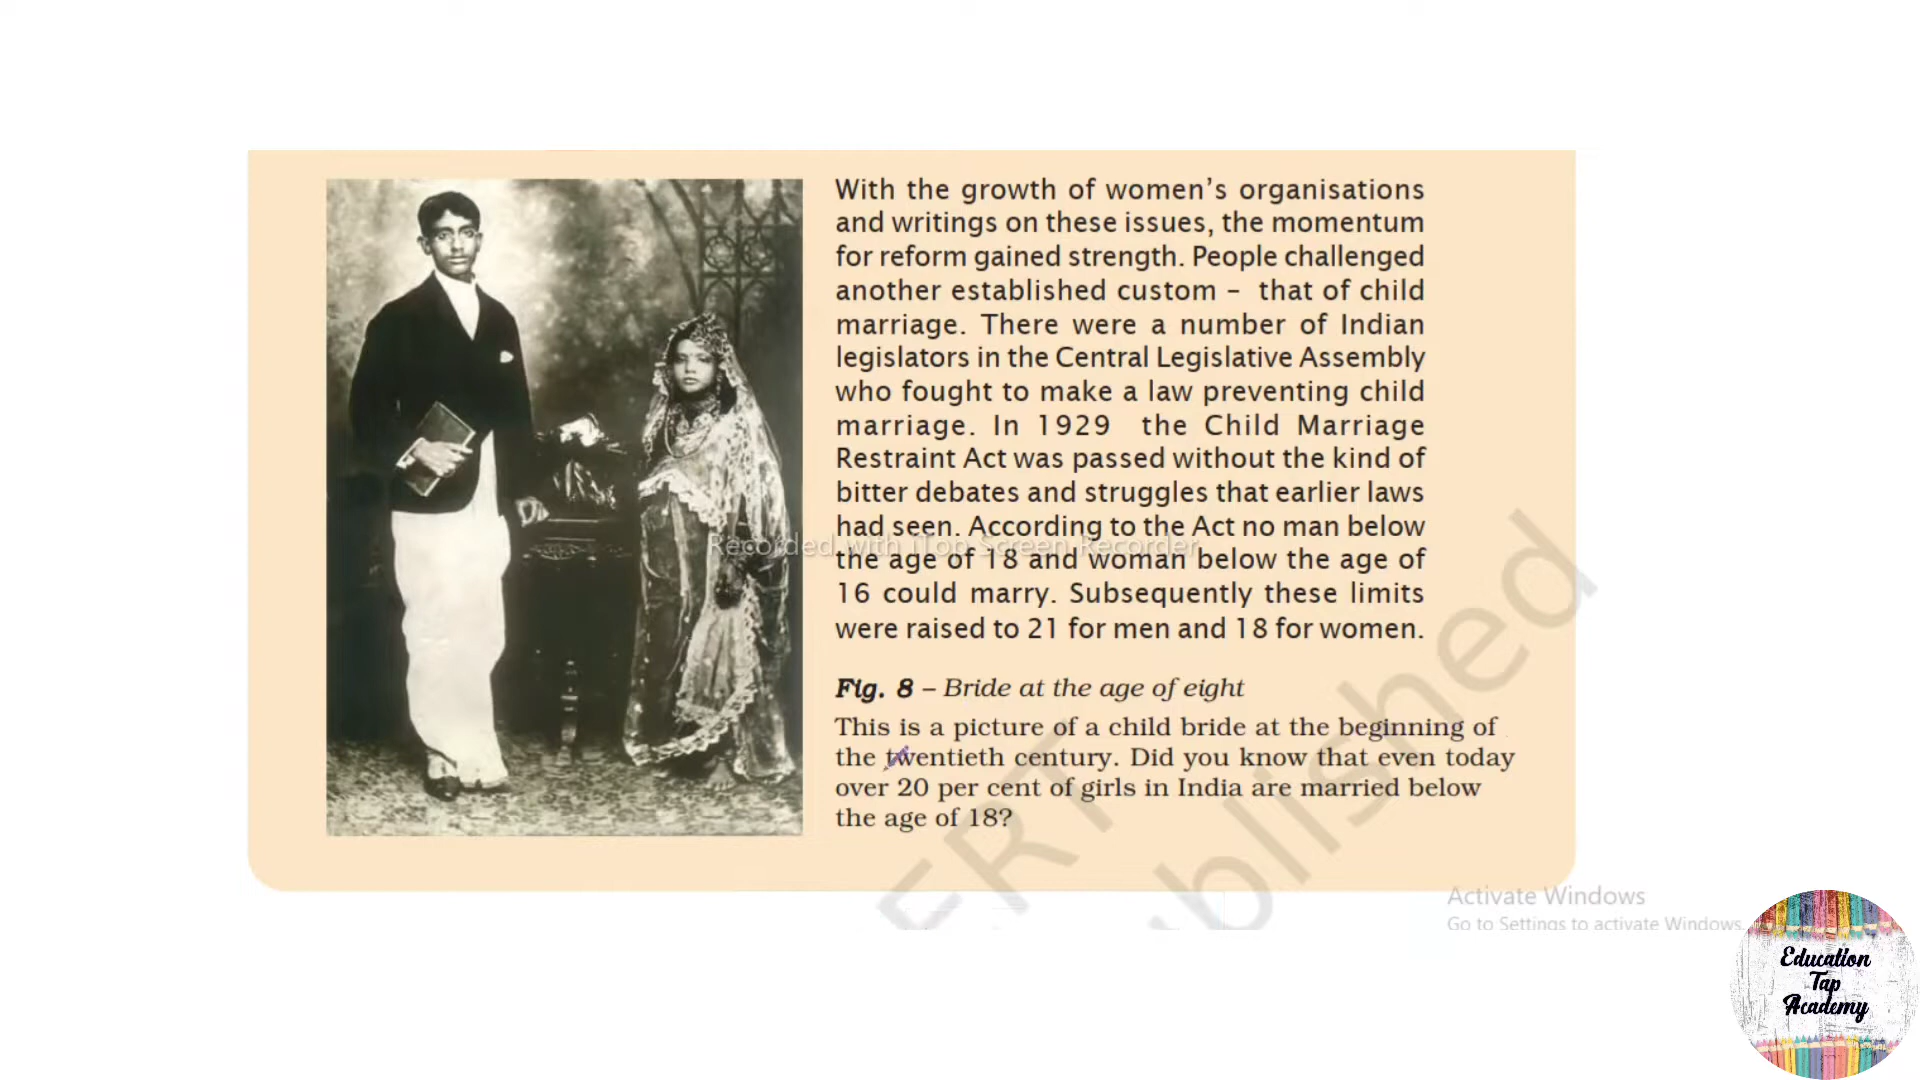 With the growth of women's organisations
and writings on these issues, the momentum
for reform gained strength. People challenged
another established custom – that of child
marriage. There were a number of Indian
legislators in the Central Legislative Assembly
who fought to make a law preventing child
marriage. In 1929 the Child Marriage
Restraint Act was passed without the kind of
bitter debates and struggles that earlier laws
had seen. According to the Act no man below
Recorded with iTop Screen Recorder
the age of 18 and woman below the age of
16 could marry. Subsequently these limits
were raised to 21 for men and 18 for women.
Fig. 8 – Bride at the age of eight
This is a picture of a child bride at the beginning of
the twentieth century. Did you know that even today
over 20 per cent of girls in India are married below
the age of 18?
Activate Windows
Go to Settings to activate Windows.
Education
Tap
Academy